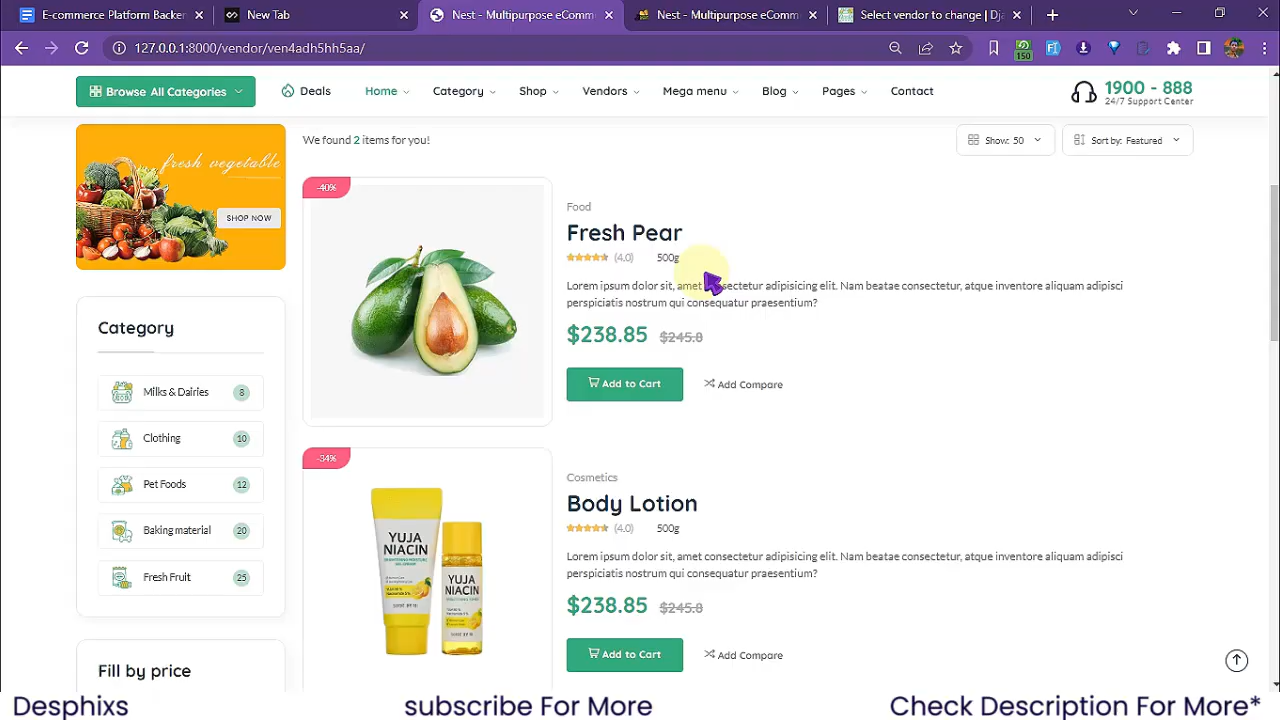 E-commerce Platform Backer
New Tab
Nest - Multipurpose eComm
Nest - Multipurpose eComm
Select vendor to change | Dja
127.0.0.1:8000/vendor/ven4adh5hh5aa/
150
Browse All Categories
Deals
Home
Category
Shop
Vendors
Mega menu
Blog
Pages
Contact
1900 - 888
24/7 Support Center
fresh vegetable
SHOP NOW
We found 2 items for you!
Show: 50
Sort by: Featured
-40%
Food
Fresh Pear
(4.0) 500g
Lorem ipsum dolor sit, amet consectetur adipisicing elit. Nam beatae consectetur, atque inventore aliquam adipisci
perspiciatis nostrum qui consequatur praesentium?
$238.85 $245.8
Add to Cart
Add Compare
Category
Milks & Dairies 8
Clothing 10
Pet Foods 12
Baking material 20
Fresh Fruit 25
Fill by price
-34%
YUJA
NIACIN
YUJA
NIACIN
Cosmetics
Body Lotion
(4.0) 500g
Lorem ipsum dolor sit, amet consectetur adipisicing elit. Nam beatae consectetur, atque inventore aliquam adipisci
perspiciatis nostrum qui consequatur praesentium?
$238.85 $245.8
Add to Cart
Add Compare
Desphixs
subscribe For More
Check Description For More*